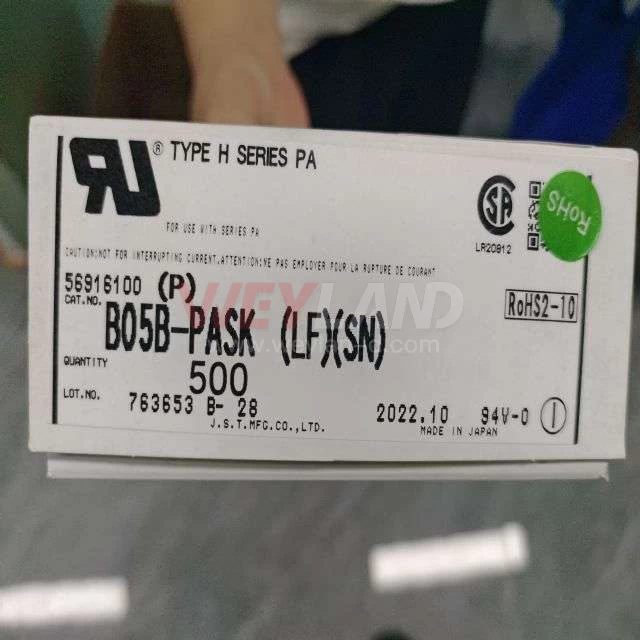 ® TYPE H SERIES PA
FOR USE WITH SERIES PA
LR20812
RoHS
CAUTION:NOT FOR INTERRUPTING CURRENT.ATTENTION:NE PAS EMPLOYER POUR LA RUPTURE DE COURANT
56916100 (P)
WEYLAND
RoHS2-10
CAT.NO.
B05B-PASK (LF)(SN)
QUANTITY
500
LOT.NO.
763653 B- 28
2022.10 94V-0
J.S.T.MFG.CO.,LTD.
MADE IN JAPAN